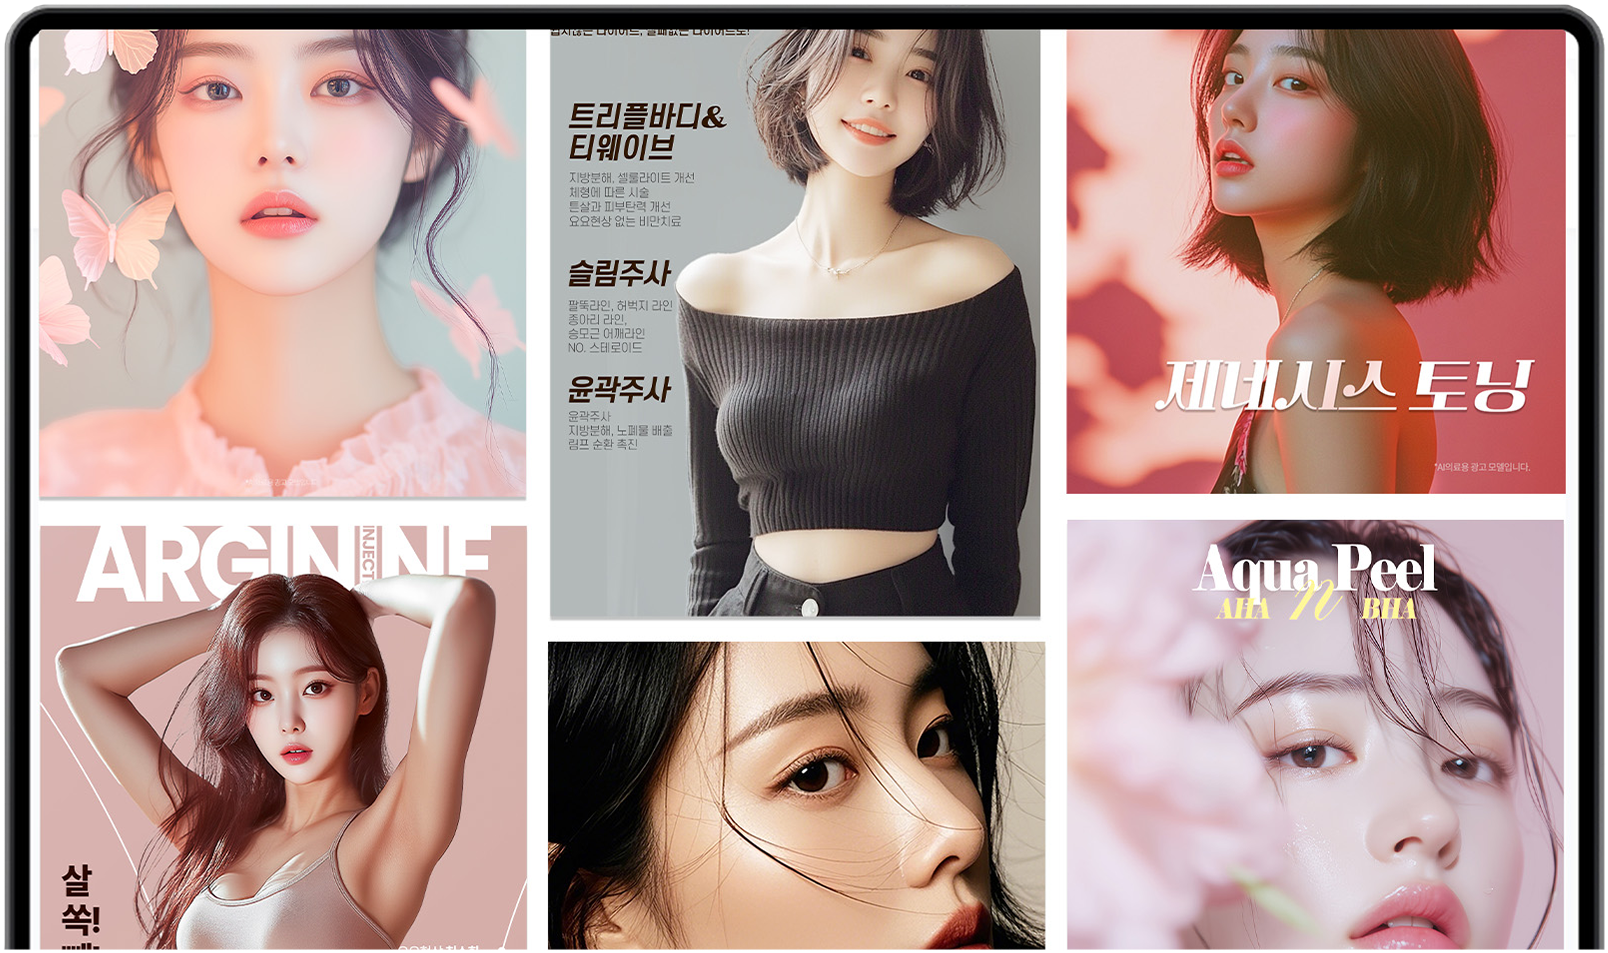 트리플바디&
티웨이브
지방분해, 셀룰라이트 개선
체형에 따른 시술
튼살과 피부탄력 개선
요요현상 없는 비만치료
슬림주사
팔뚝라인, 허벅지 라인
종아리 라인,
승모근 어깨라인
NO. 스테로이드
윤곽주사
윤곽주사
지방분해, 노폐물 배출
림프 순환 촉진
제네시스 토닝
*AI의료용 광고 모델입니다.
ARGININE
INJECT
살
쏙!
Aqua Peel
AHA n BHA